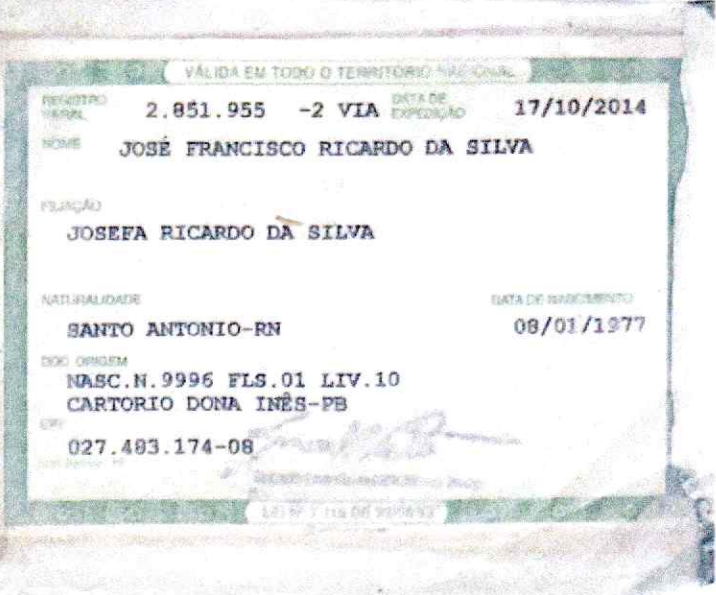 VÁLIDA EM TODO O TERRITÓRIO NACIONAL
REGISTRO GERAL 2.851.955 -2 VIA DATA DE EXPEDIÇÃO 17/10/2014
NOME JOSÉ FRANCISCO RICARDO DA SILVA
FILIAÇÃO
JOSEFA RICARDO DA SILVA
NATURALIDADE DATA DE NASCIMENTO
SANTO ANTONIO-RN 08/01/1977
DOC ORIGEM
NASC.N.9996 FLS.01 LIV.10
CARTORIO DONA INÊS-PB
CPF
027.483.174-08